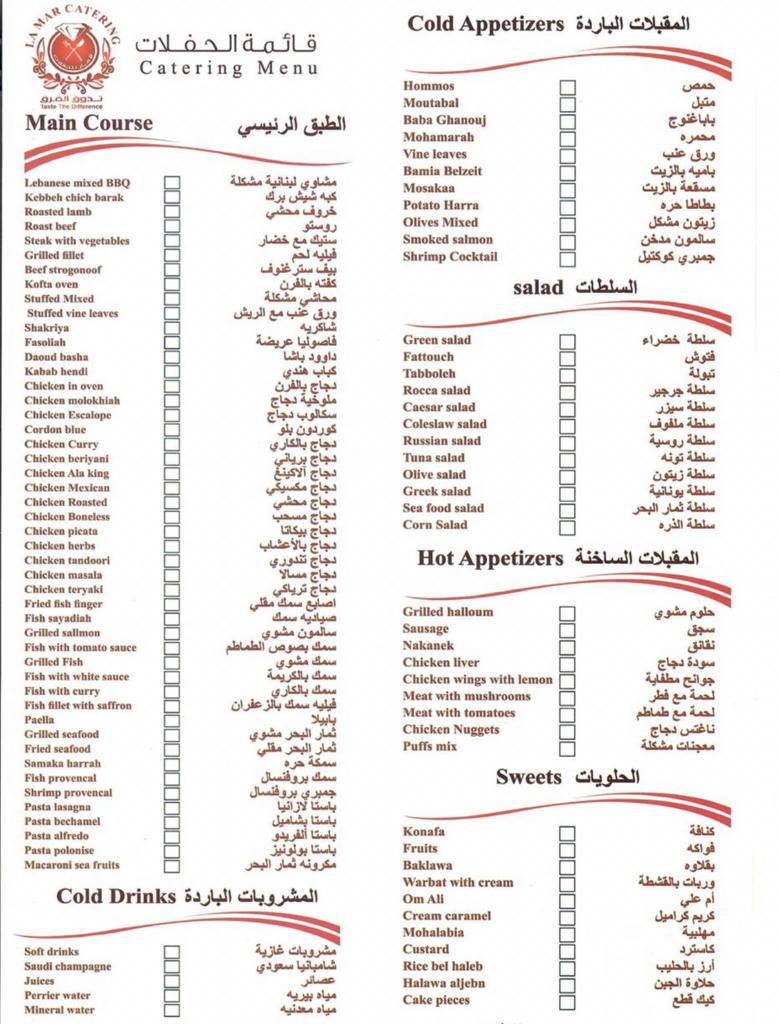 LA MAR CATERING
تذوق الفرق
Taste The Difference
قائمة الحفلات
Catering Menu
Main Course الطبق الرئيسي
Lebanese mixed BBQ مشاوي لبنانية مشكلة
Kebbeh chich barak كبه شيش برك
Roasted lamb خروف محشي
Roast beef روستو
Steak with vegetables ستيك مع خضار
Grilled fillet فيليه لحم
Beef strogonoof بيف سترغنوف
Kofta oven كفته بالفرن
Stuffed Mixed محاشي مشكلة
Stuffed vine leaves ورق عنب مع الريش
Shakriya شاكريه
Fasoliah فاصوليا عريضة
Daoud basha داوود باشا
Kabab hendi كباب هندي
Chicken in oven دجاج بالفرن
Chicken molokhiah ملوخية دجاج
Chicken Escalope سكالوب دجاج
Cordon blue كوردون بلو
Chicken Curry دجاج بالكاري
Chicken beriyani دجاج برياني
Chicken Ala king دجاج آلاكينغ
Chicken Mexican دجاج مكسيكي
Chicken Roasted دجاج محشي
Chicken Boneless دجاج مسحب
Chicken picata دجاج بيكاتا
Chicken herbs دجاج بالأعشاب
Chicken tandoori دجاج تندوري
Chicken masala دجاج مسالا
Chicken teryaki دجاج ترياكي
Fried fish finger اصابع سمك مقلي
Fish sayadiah صياديه سمك
Grilled sallmon سالمون مشوي
Fish with tomato sauce سمك بصوص الطماطم
Grilled Fish سمك مشوي
Fish with white sauce سمك بالكريمة
Fish with curry سمك بالكاري
Fish fillet with saffron فيليه سمك بالزعفران
Paella بابيلا
Grilled seafood ثمار البحر مشوي
Fried seafood ثمار البحر مقلي
Samaka harrah سمكة حره
Fish provencal سمك بروفنسال
Shrimp provencal جمبري بروفنسال
Pasta lasagna باستا لازانيا
Pasta bechamel باستا بشاميل
Pasta alfredo باستا ألفريدو
Pasta polonise باستا بولونيز
Macaroni sea fruits مكرونه ثمار البحر
Cold Drinks المشروبات الباردة
Soft drinks مشروبات غازية
Saudi champagne شامبانيا سعودي
Juices عصائر
Perrier water مياه بيريه
Mineral water مياه معدنيه
Cold Appetizers المقبلات الباردة
Hommos حمص
Moutabal متبل
Baba Ghanouj باباغنوج
Mohamarah محمره
Vine leaves ورق عنب
Bamia Belzeit باميه بالزيت
Mosakaa مسقعة بالزيت
Potato Harra بطاطا حره
Olives Mixed زيتون مشكل
Smoked salmon سالمون مدخن
Shrimp Cocktail جمبري كوكتيل
salad السلطات
Green salad سلطة خضراء
Fattouch فتوش
Tabboleh تبولة
Rocca salad سلطة جرجير
Caesar salad سلطة سيزر
Coleslaw salad سلطة ملفوف
Russian salad سلطة روسية
Tuna salad سلطة تونه
Olive salad سلطة زيتون
Greek salad سلطة يونانية
Sea food salad سلطة ثمار البحر
Corn Salad سلطة الذره
Hot Appetizers المقبلات الساخنة
Grilled halloum حلوم مشوي
Sausage سجق
Nakanek نقانق
Chicken liver سودة دجاج
Chicken wings with lemon جوانح مطفاية
Meat with mushrooms لحمة مع فطر
Meat with tomatoes لحمة مع طماطم
Chicken Nuggets ناغتس دجاج
Puffs mix معجنات مشكلة
Sweets الحلويات
Konafa كنافة
Fruits فواكه
Baklawa بقلاوه
Warbat with cream وربات بالقشطة
Om Ali أم علي
Cream caramel كريم كراميل
Mohalabia مهلبية
Custard كاسترد
Rice bel haleb أرز بالحليب
Halawa aljebn حلاوة الجبن
Cake pieces كيك قطع